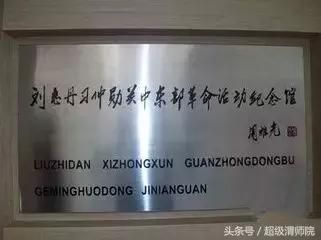 刘志丹习仲勋关中东部革命活动纪念馆
LIUZHIDAN XIZHONGXUN GUANZHONGDONGBU
GEMINGHUODONG JINIANGUAN
头条号/超级渭师院